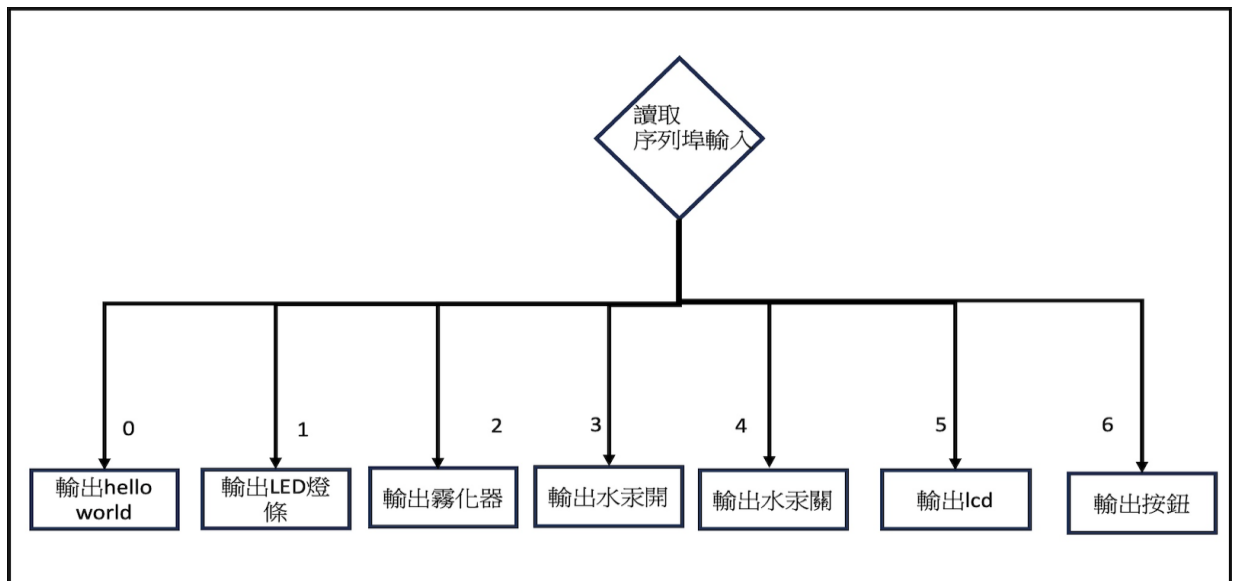 讀取
序列埠輸入
0
1
2
3
4
5
6
輸出hello
world
輸出LED燈
條
輸出霧化器
輸出水汞開
輸出水汞關
輸出lcd
輸出按鈕